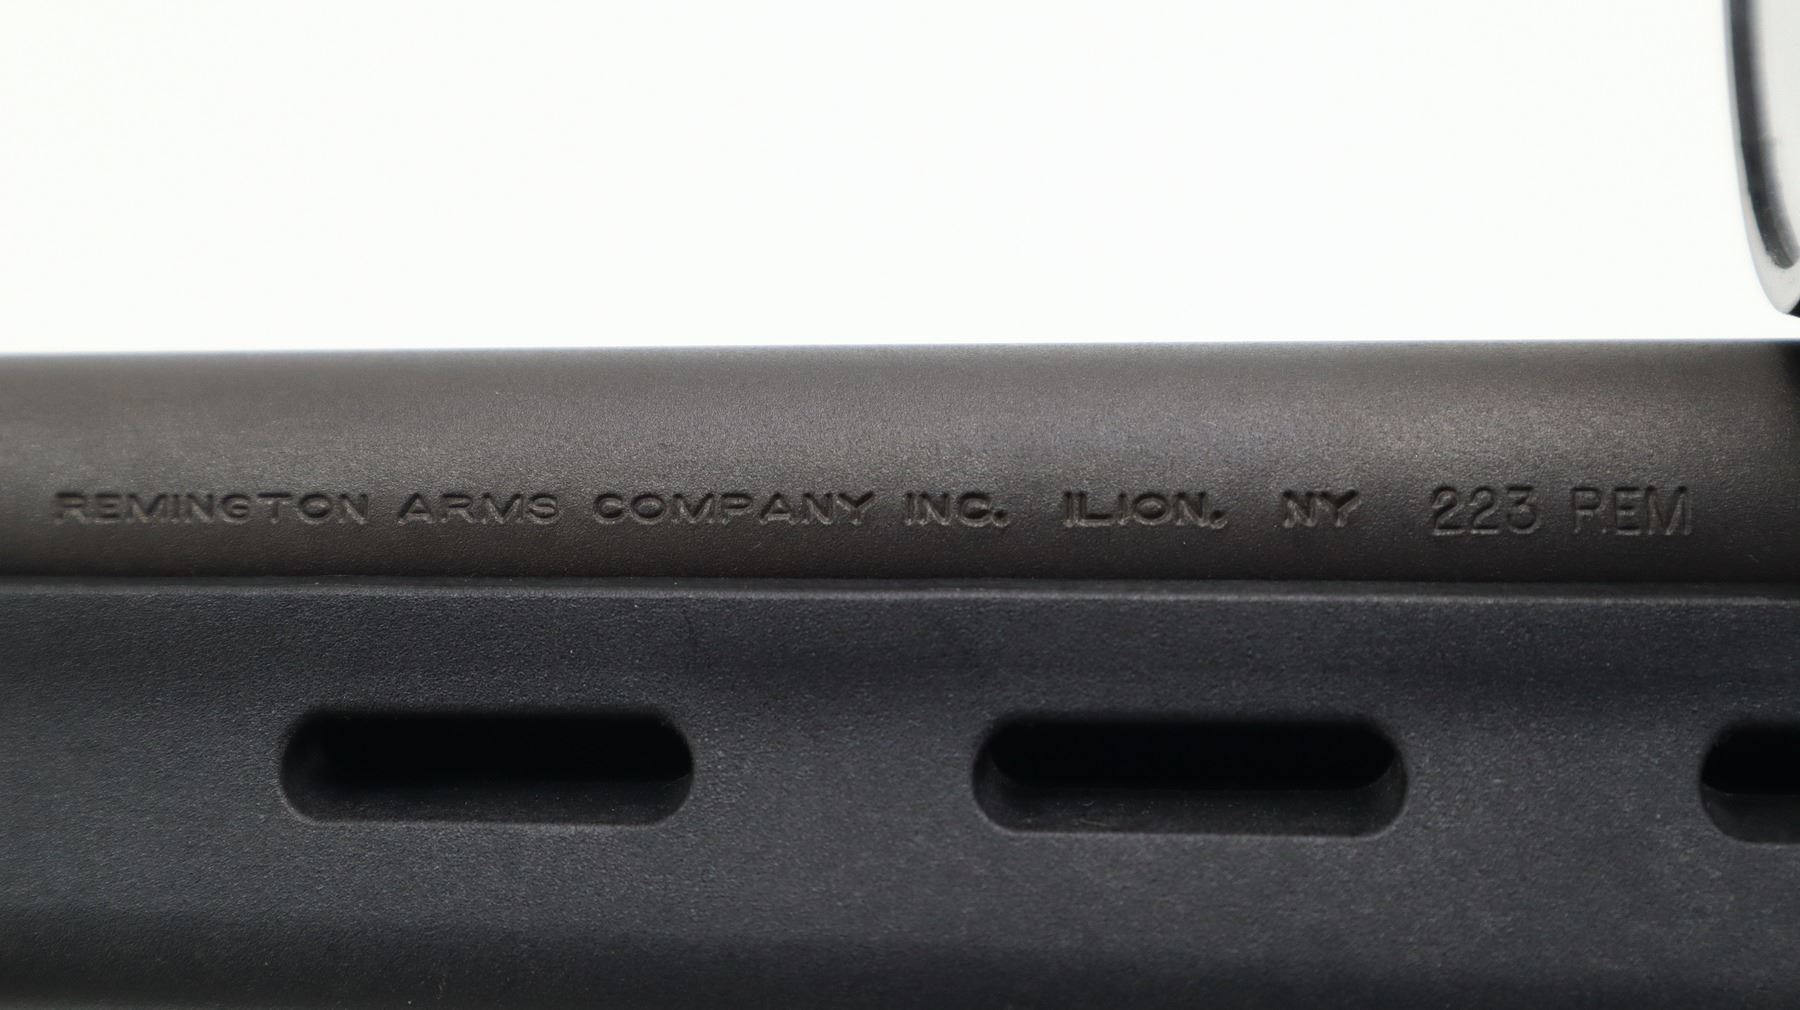 REMINGTON ARMS COMPANY INC. ILION, NY 223 REM